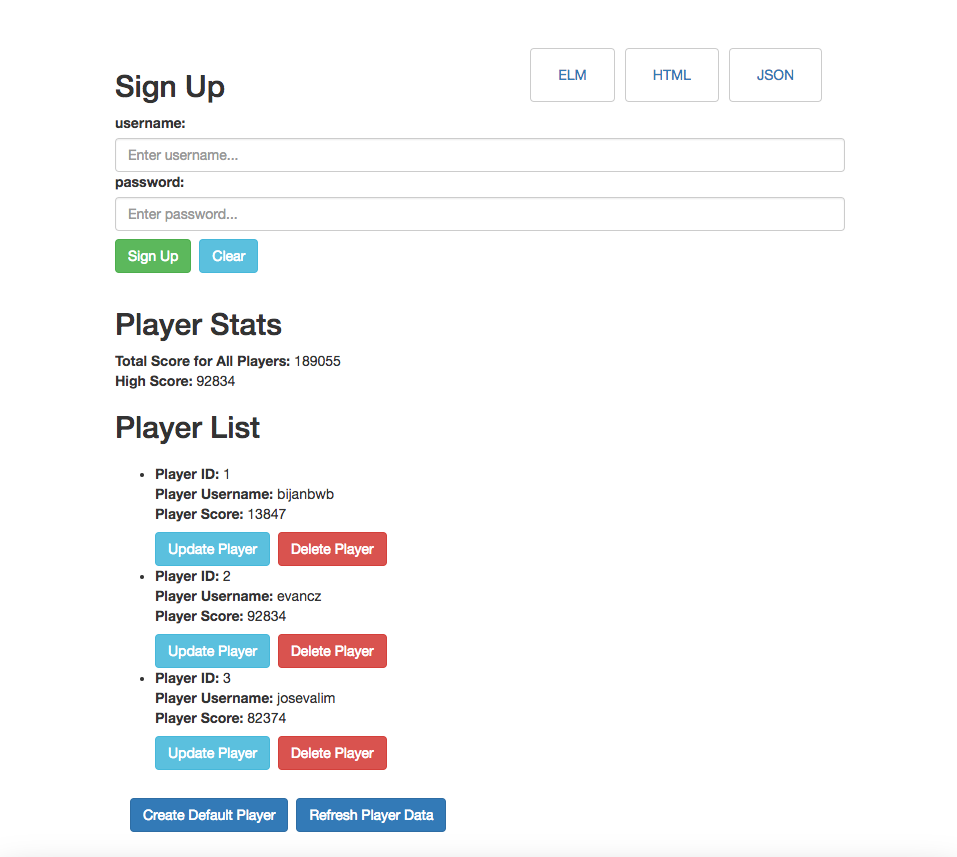 ELM HTML JSON
Sign Up
username:
Enter username...
password:
Enter password...
Sign Up Clear
Player Stats
Total Score for All Players: 189055
High Score: 92834
Player List
• Player ID: 1
Player Username: bijanbwb
Player Score: 13847
Update Player Delete Player
• Player ID: 2
Player Username: evancz
Player Score: 92834
Update Player Delete Player
• Player ID: 3
Player Username: josevalim
Player Score: 82374
Update Player Delete Player
Create Default Player Refresh Player Data